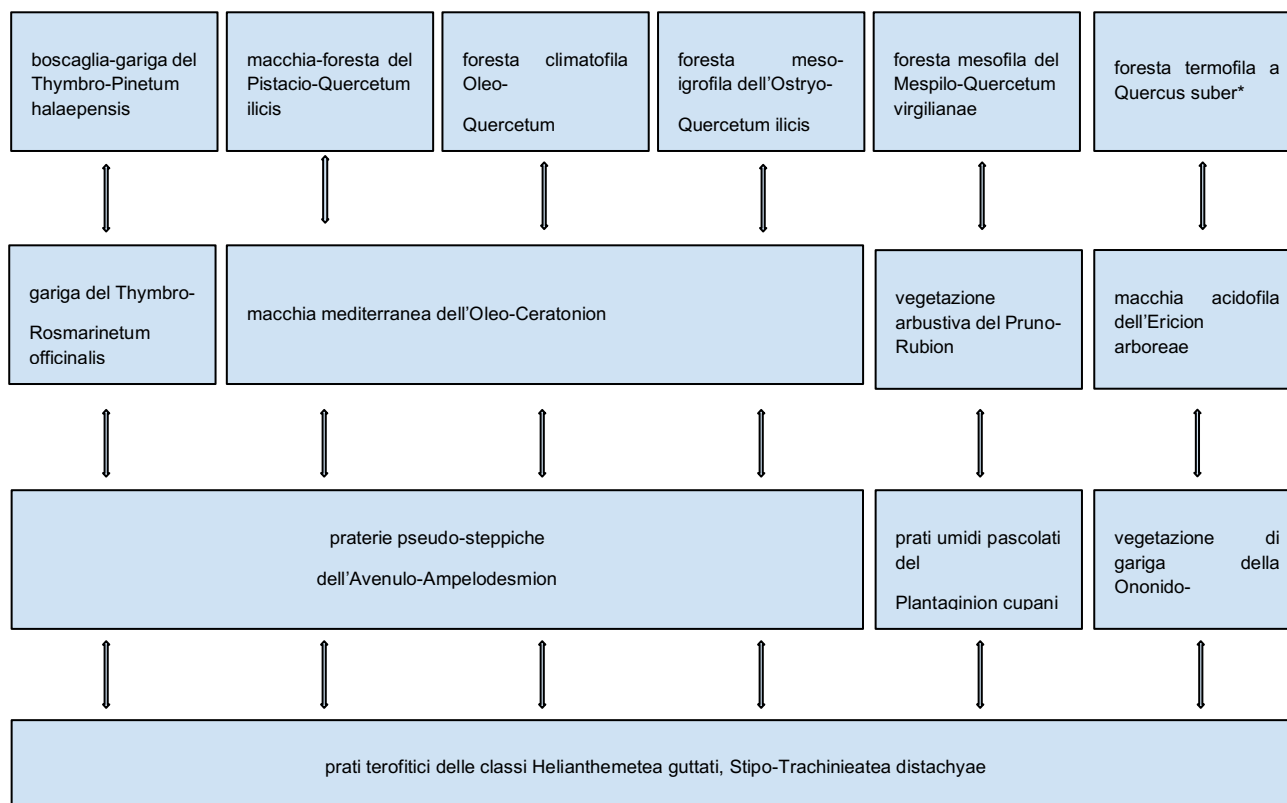 boscaglia-gariga del
Thymbro-Pinetum
halaepensis
macchia-foresta del
Pistacio-Quercetum
ilicis
foresta climatofila
Oleo-
Quercetum
foresta meso-
igrofila dell'Ostryo-
Quercetum ilicis
foresta mesofila del
Mespilo-Quercetum
virgilianae
foresta termofila a
Quercus suber*
gariga del Thymbro-
Rosmarinetum
officinalis
macchia mediterranea dell'Oleo-Ceratonion
vegetazione
arbustiva del Pruno-
Rubion
macchia acidofila
dell'Ericion
arboreae
praterie pseudo-steppiche
dell'Avenulo-Ampelodesmion
prati umidi pascolati
del
Plantaginion cupani
vegetazione di
gariga della
Ononido-
prati terofitici delle classi Helianthemetea guttati, Stipo-Trachinieatea distachyae